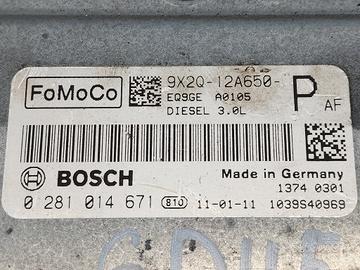 FoMoCo
9X2Q-12A650-
P AF
EQ9GE A0105
DIESEL 3.0L
Made in Germany
BOSCH
1374 0301
0 281 014 671 810 11-01-11 1039S40969